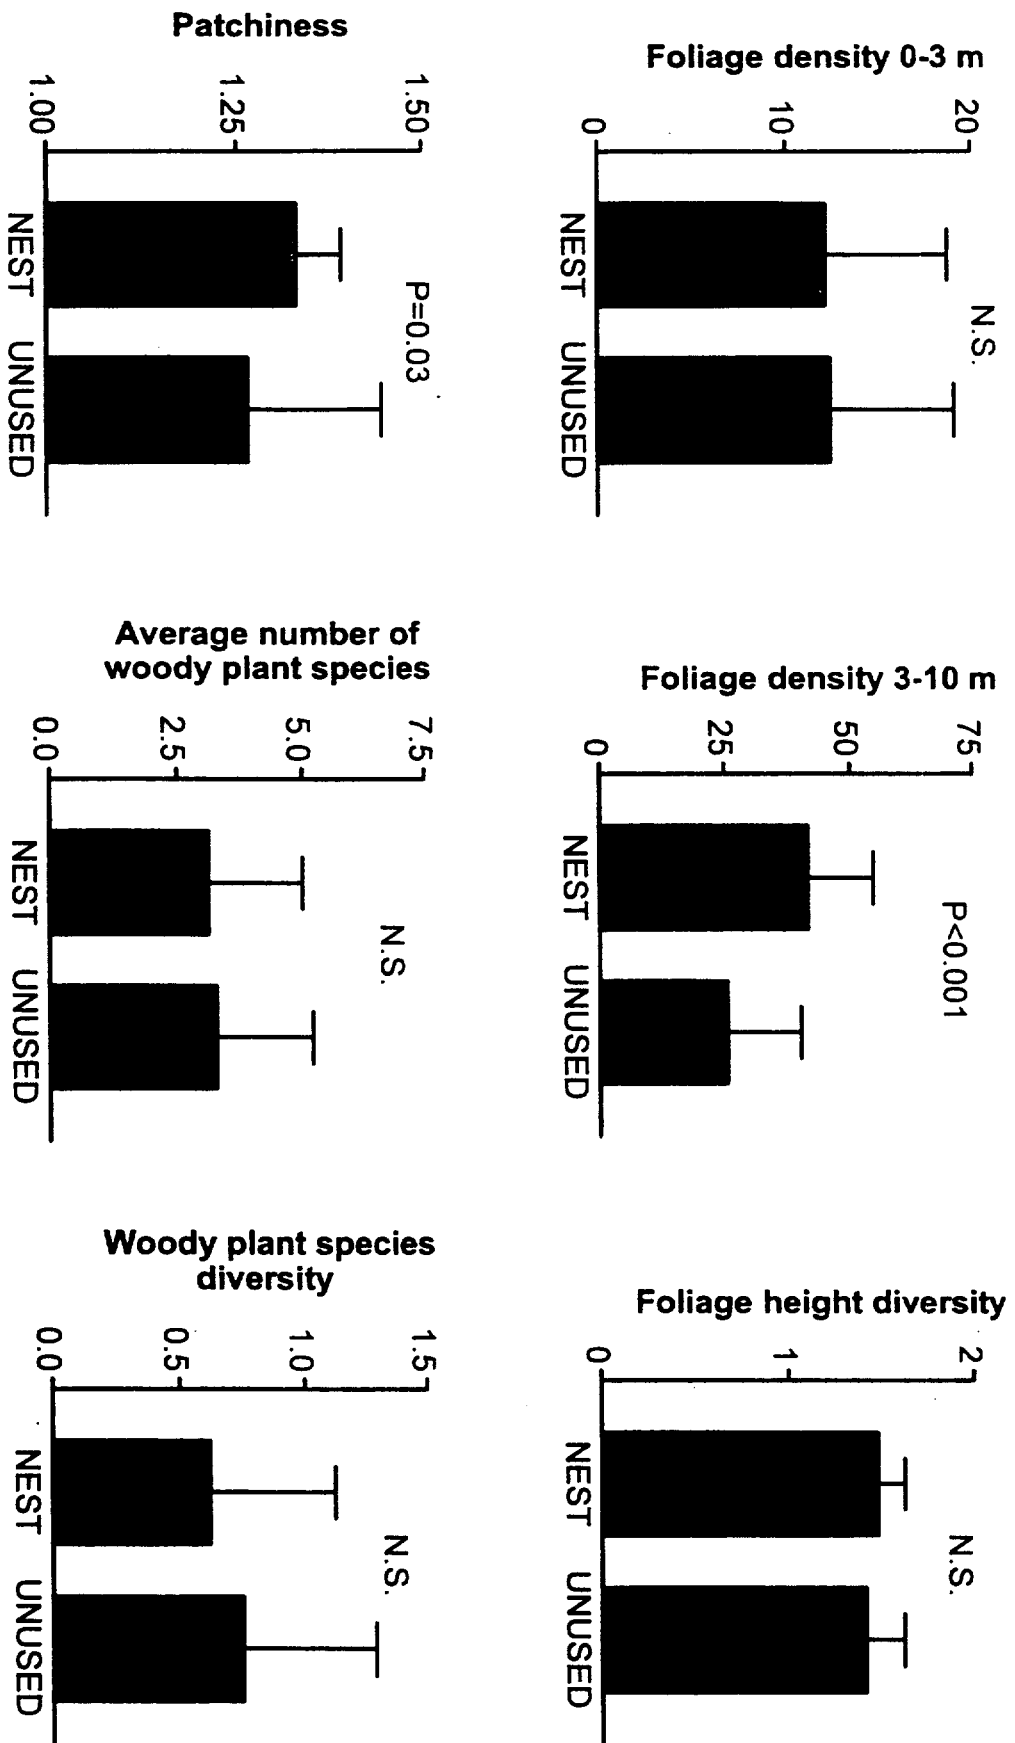 Foliage density 0-3 m
20
10
0
N.S.
NEST UNUSED
Foliage density 3-10 m
75
50
25
0
P<0.001
NEST UNUSED
Foliage height diversity
2
1
0
N.S.
NEST UNUSED
Patchiness
1.50
1.25
1.00
P=0.03
NEST UNUSED
Average number of
woody plant species
7.5
5.0
2.5
0.0
N.S.
NEST UNUSED
Woody plant species
diversity
1.5
1.0
0.5
0.0
N.S.
NEST UNUSED